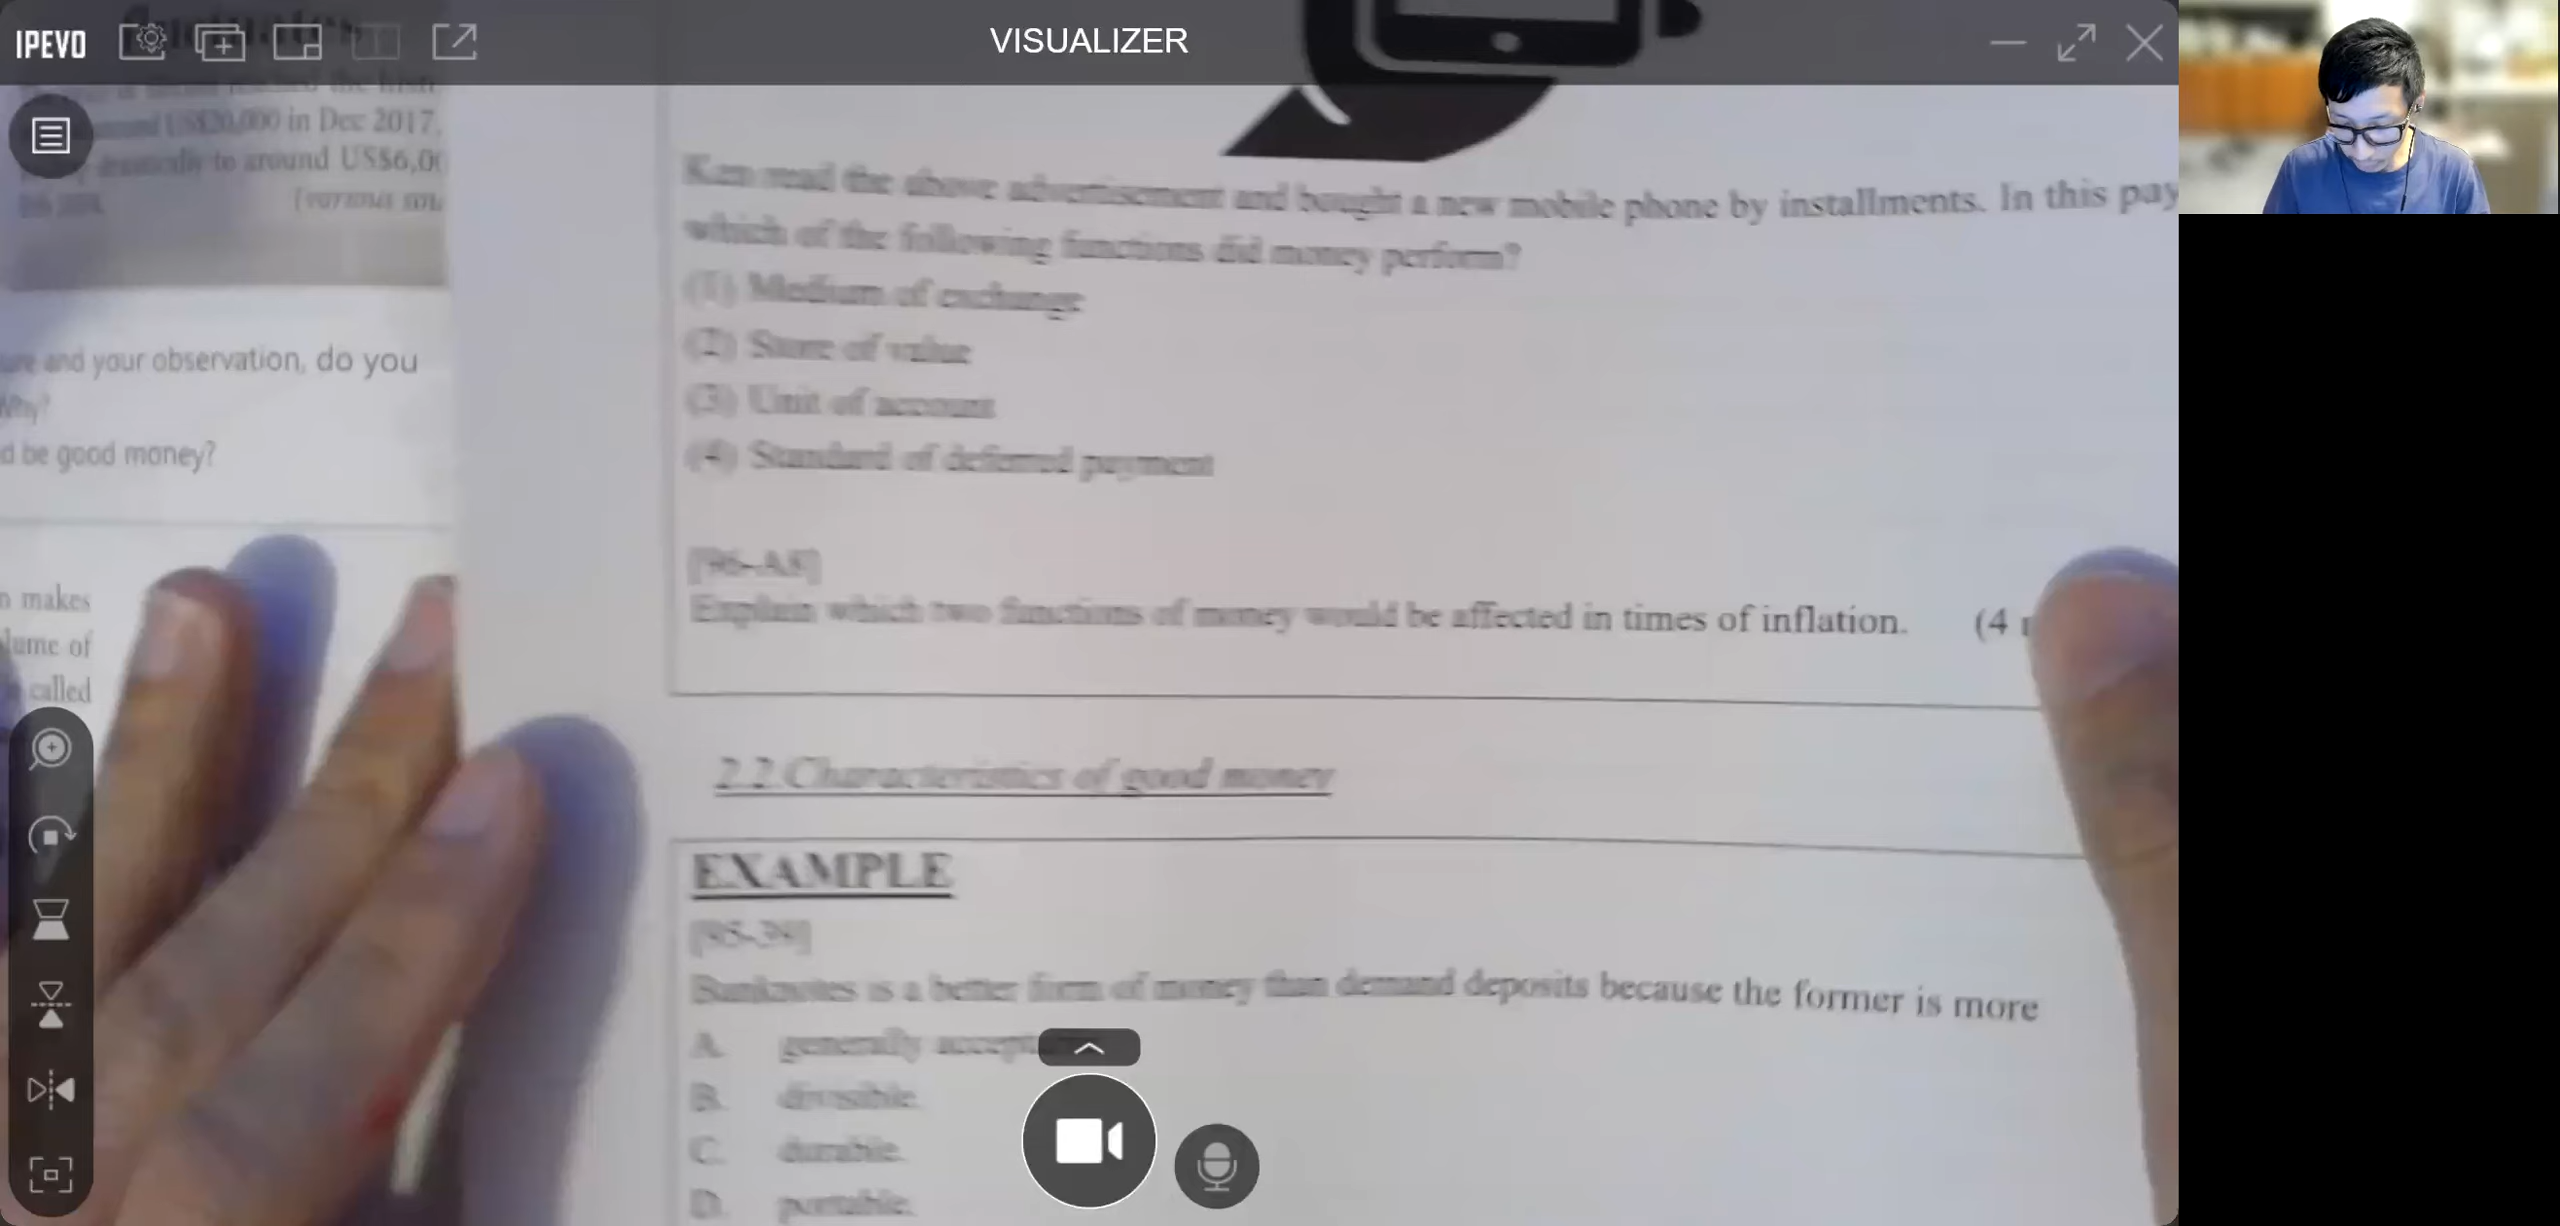 IPEVO
VISUALIZER
US$20,000 in Dec 2017,
to around US$6,00
ure and your observation, do you
Why?
d be good money?
n makes
lume of
called
Ken read the above advertisement and bought a new mobile phone by installments. In this pay
which of the following functions did money perform?
(1) Medium of exchange
(2) Store of value
(3) Unit of account
(4) Standard of deferred payment
[96-A8]
Explain which two functions of money would be affected in times of inflation. (4
2.2 Characteristics of good money
EXAMPLE
[95-39]
Banknotes is a better form of money than demand deposits because the former is more
A. generally
B. divisible.
C. durable.
D. portable.